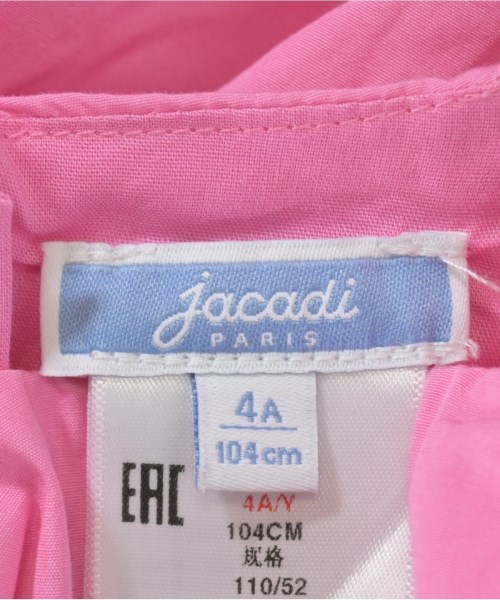 jacadi
PARIS
4A
104cm
EAC
4A/Y
104CM
规格
110/52